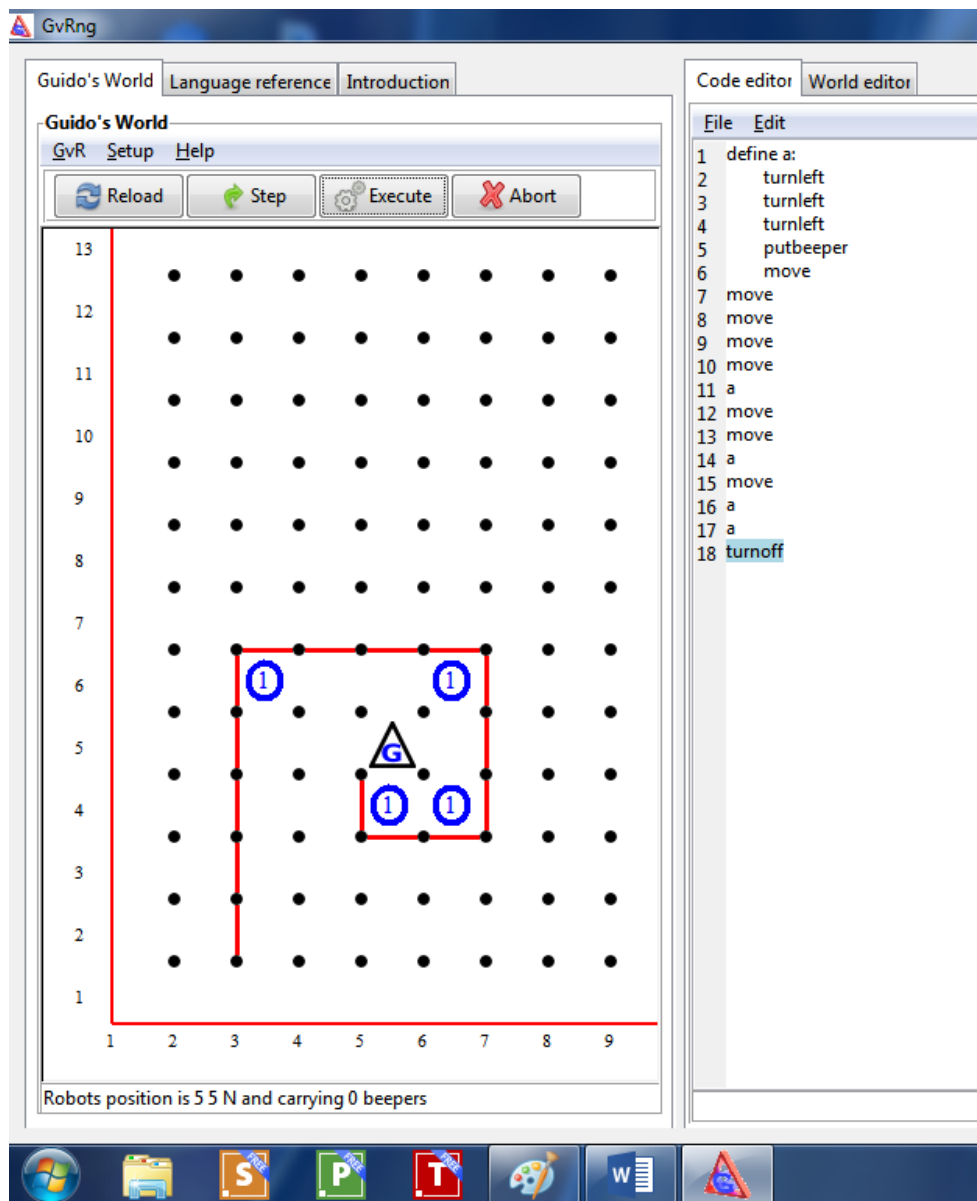 GvRng
Guido's World Language reference Introduction
Guido's World
GvR Setup Help
Reload Step Execute Abort
13
12
11
10
9
8
7
6
5
4
3
2
1
1 1
G
1 1
1 2 3 4 5 6 7 8 9
Robots position is 5 5 N and carrying 0 beepers
Code editor World editor
File Edit
1 define a:
2 turnleft
3 turnleft
4 turnleft
5 putbeeper
6 move
7 move
8 move
9 move
10 move
11 a
12 move
13 move
14 a
15 move
16 a
17 a
18 turnoff
S FREE P FREE T FREE W